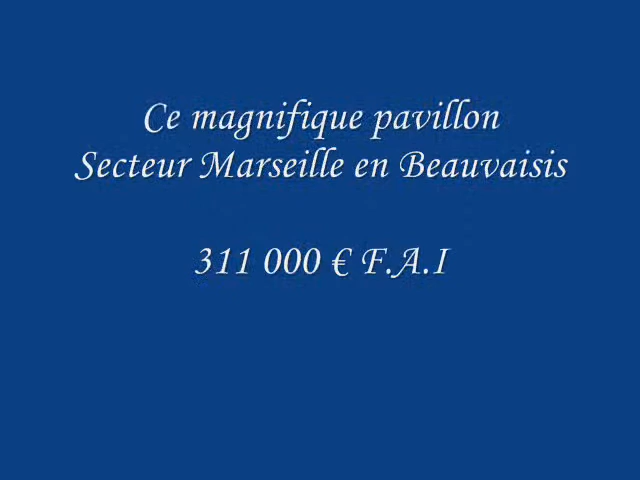 Ce magnifique pavillon
Secteur Marseille en Beauvaisis
311 000 € F.A.I